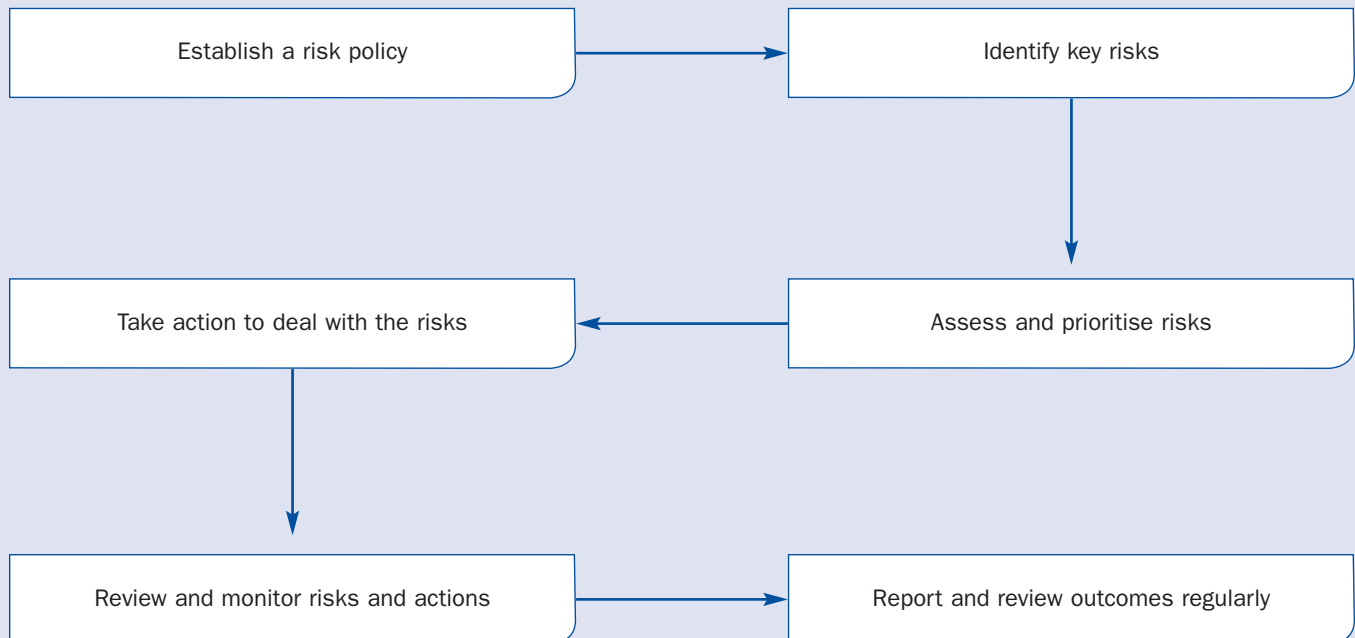 Establish a risk policy
Identify key risks
Assess and prioritise risks
Take action to deal with the risks
Review and monitor risks and actions
Report and review outcomes regularly